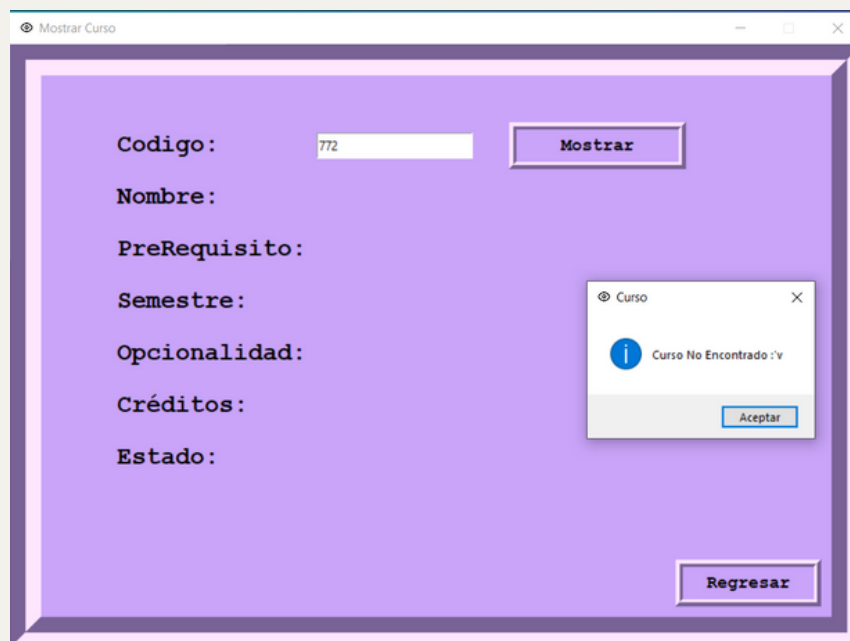 Mostrar Curso
Codigo: 772 Mostrar
Nombre:
PreRequisito:
Semestre:
Opcionalidad:
Créditos:
Estado:
Curso
Curso No Encontrado :'v
Aceptar
Regresar